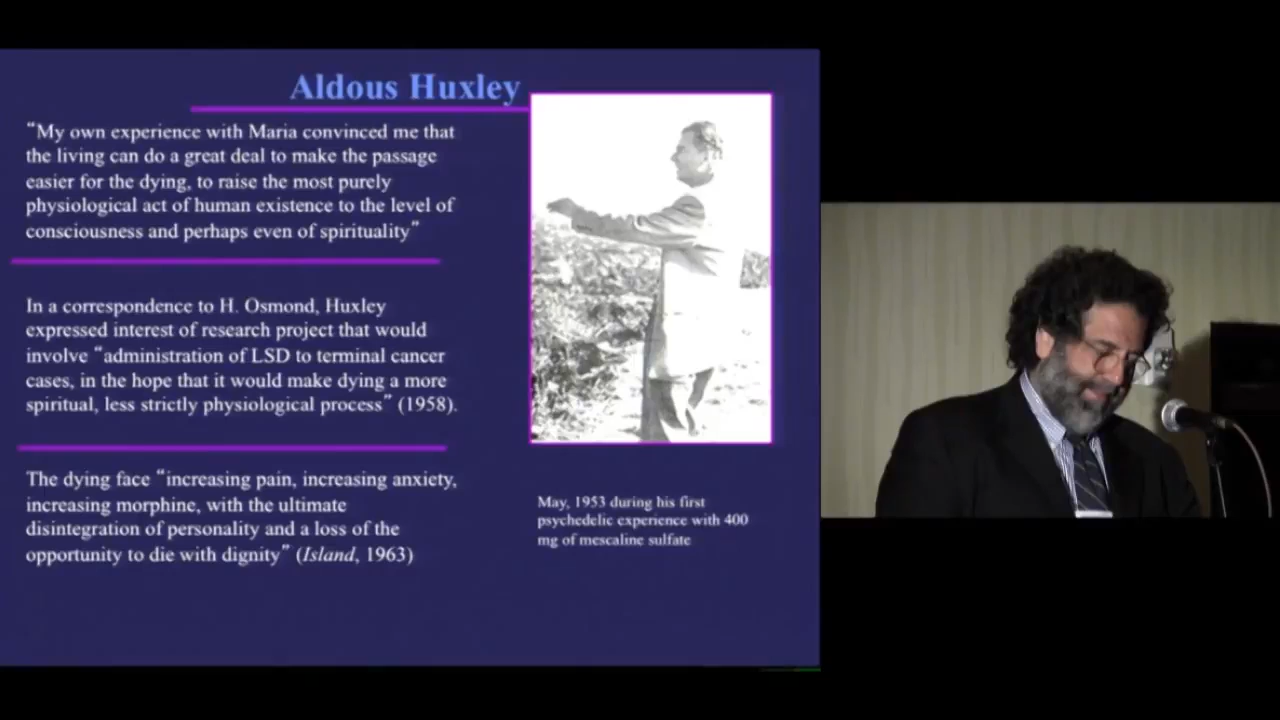 Aldous Huxley
“My own experience with Maria convinced me that
the living can do a great deal to make the passage
easier for the dying, to raise the most purely
physiological act of human existence to the level of
consciousness and perhaps even of spirituality”
In a correspondence to H. Osmond, Huxley
expressed interest of research project that would
involve “administration of LSD to terminal cancer
cases, in the hope that it would make dying a more
spiritual, less strictly physiological process” (1958).
The dying face “increasing pain, increasing anxiety,
increasing morphine, with the ultimate
disintegration of personality and a loss of the
opportunity to die with dignity” (Island, 1963)
May, 1953 during his first
psychedelic experience with 400
mg of mescaline sulfate